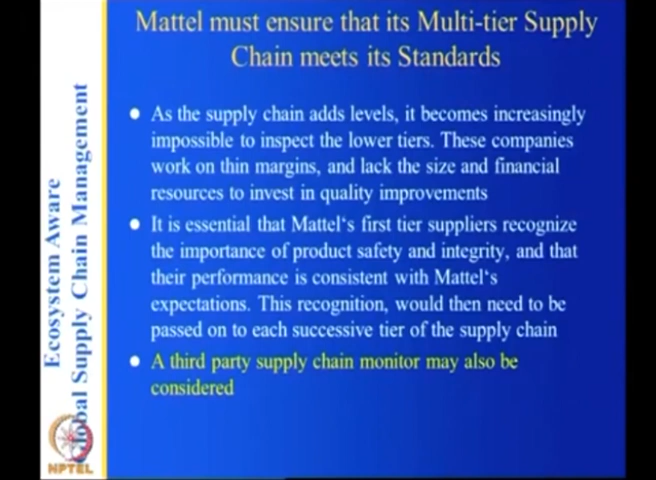 Mattel must ensure that its Multi-tier Supply
Chain meets its Standards
As the supply chain adds levels, it becomes increasingly
impossible to inspect the lower tiers. These companies
work on thin margins, and lack the size and financial
resources to invest in quality improvements
It is essential that Mattel's first tier suppliers recognize
the importance of product safety and integrity, and that
their performance is consistent with Mattel's
expectations. This recognition, would then need to be
passed on to each successive tier of the supply chain
A third party supply chain monitor may also be
considered
Ecosystem Aware
Global Supply Chain Management
NPTEL